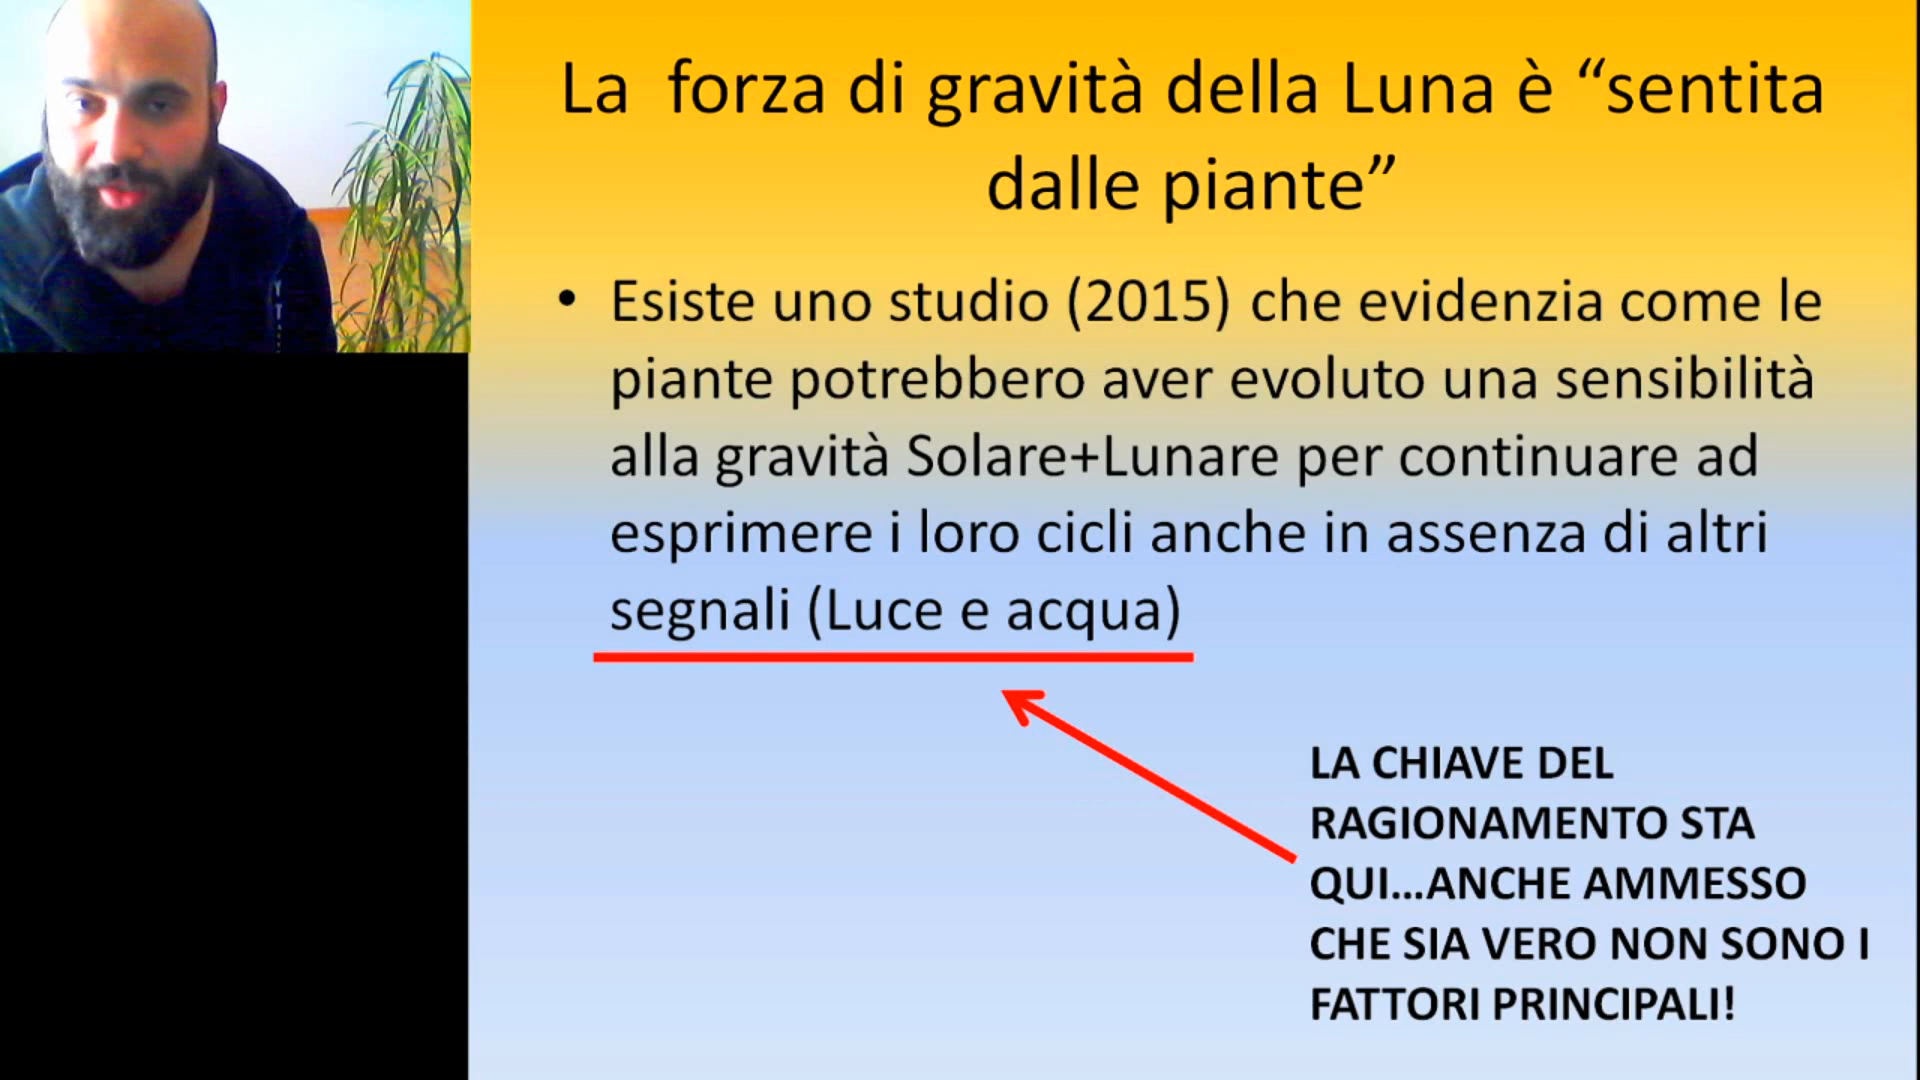 La  forza di gravità della Luna è “sentita
dalle piante”
• Esiste uno studio (2015) che evidenzia come le
piante potrebbero aver evoluto una sensibilità
alla gravità Solare+Lunare per continuare ad
esprimere i loro cicli anche in assenza di altri
segnali (Luce e acqua)
LA CHIAVE DEL
RAGIONAMENTO STA
QUI...ANCHE AMMESSO
CHE SIA VERO NON SONO I
FATTORI PRINCIPALI!